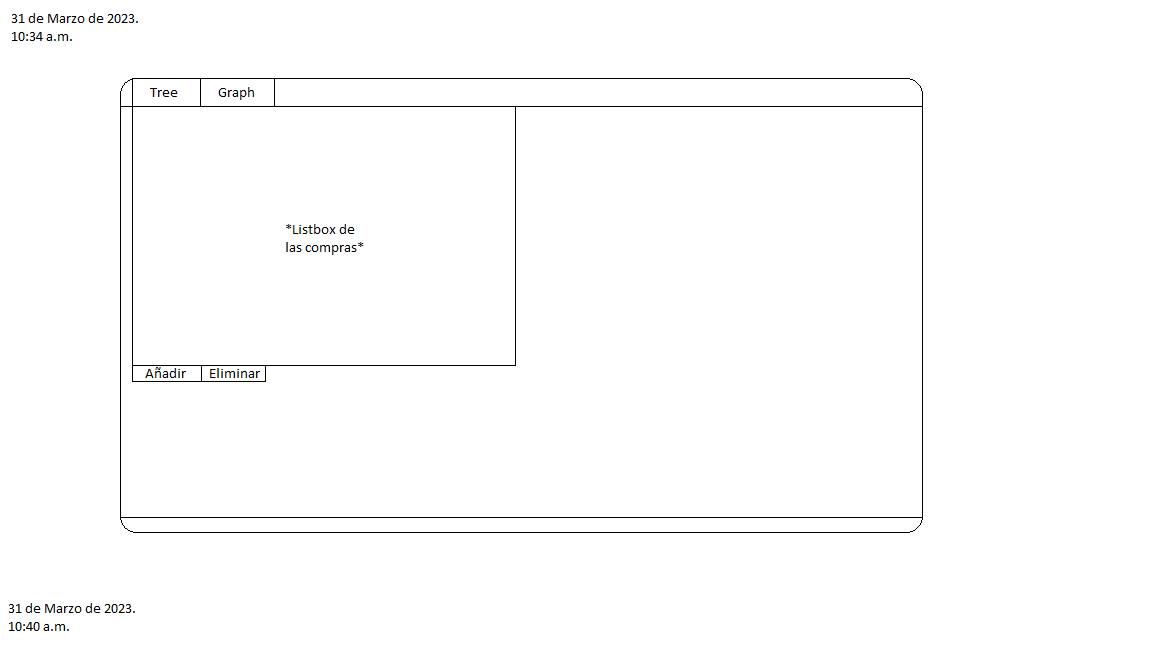 31 de Marzo de 2023.
10:34 a.m.
Tree Graph
*Listbox de
las compras*
Añadir Eliminar
31 de Marzo de 2023.
10:40 a.m.